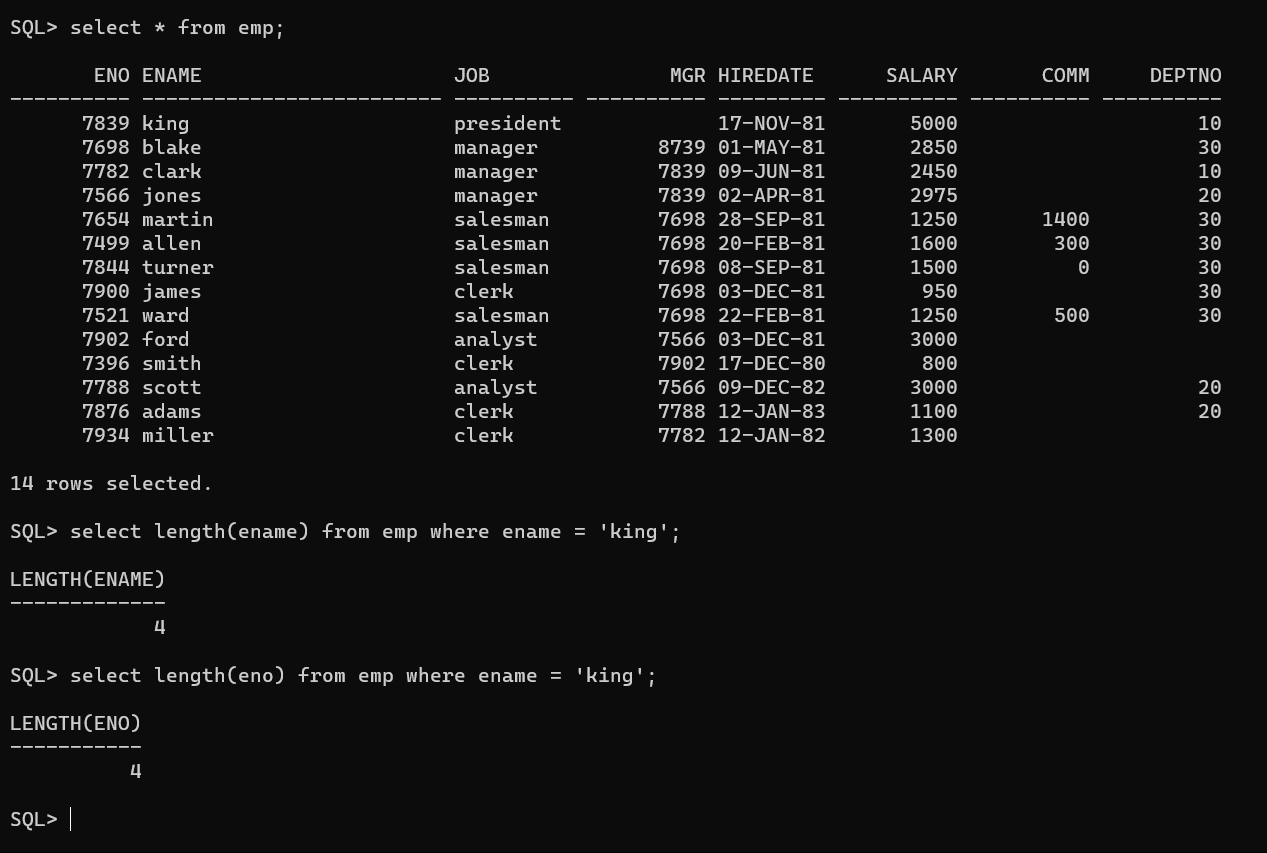 SQL> select * from emp;
       ENO ENAME                     JOB               MGR HIREDATE      SALARY       COMM     DEPTNO
---------- ------------------------- ---------- ---------- --------- ---------- ---------- ----------
      7839 king                      president             17-NOV-81       5000                    10
      7698 blake                     manager          8739 01-MAY-81       2850                    30
      7782 clark                     manager          7839 09-JUN-81       2450                    10
      7566 jones                     manager          7839 02-APR-81       2975                    20
      7654 martin                    salesman         7698 28-SEP-81       1250       1400         30
      7499 allen                     salesman         7698 20-FEB-81       1600        300         30
      7844 turner                    salesman         7698 08-SEP-81       1500          0         30
      7900 james                     clerk            7698 03-DEC-81        950                    30
      7521 ward                      salesman         7698 22-FEB-81       1250        500         30
      7902 ford                      analyst          7566 03-DEC-81       3000
      7396 smith                     clerk            7902 17-DEC-80        800
      7788 scott                     analyst          7566 09-DEC-82       3000                    20
      7876 adams                     clerk            7788 12-JAN-83       1100                    20
      7934 miller                    clerk            7782 12-JAN-82       1300
14 rows selected.
SQL> select length(ename) from emp where ename = 'king';
LENGTH(ENAME)
-------------
            4
SQL> select length(eno) from emp where ename = 'king';
LENGTH(ENO)
-----------
          4
SQL>